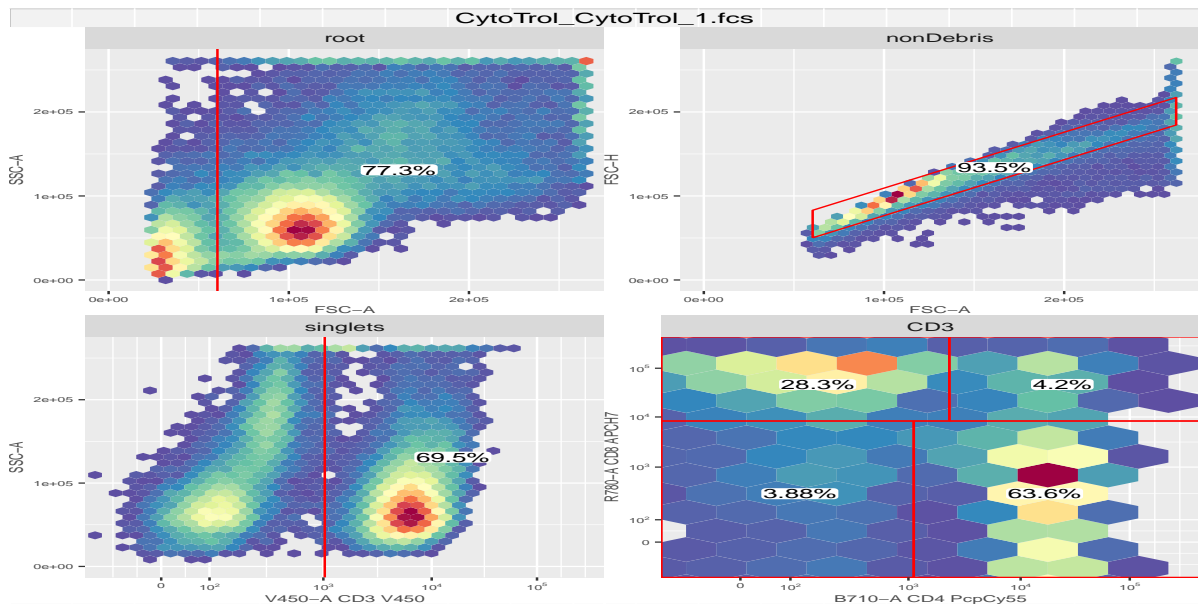 CytoTrol_CytoTrol_1.fcs
root
nonDebris
SSC-A
2e+05
1e+05
0e+00
77.3%
0e+00
1e+05
2e+05
FSC-A
FSC-H
2e+05
1e+05
0e+00
93.5%
0e+00
1e+05
2e+05
FSC-A
singlets
CD3
SSC-A
2e+05
1e+05
0e+00
69.5%
0
10²
10³
10⁴
10⁵
V450-A CD3 V450
R780-A CD8 APCH7
10⁵
10⁴
10³
10²
0
28.3%
4.2%
3.88%
63.6%
0
10²
10³
10⁴
10⁵
B710-A CD4 PcpCy55